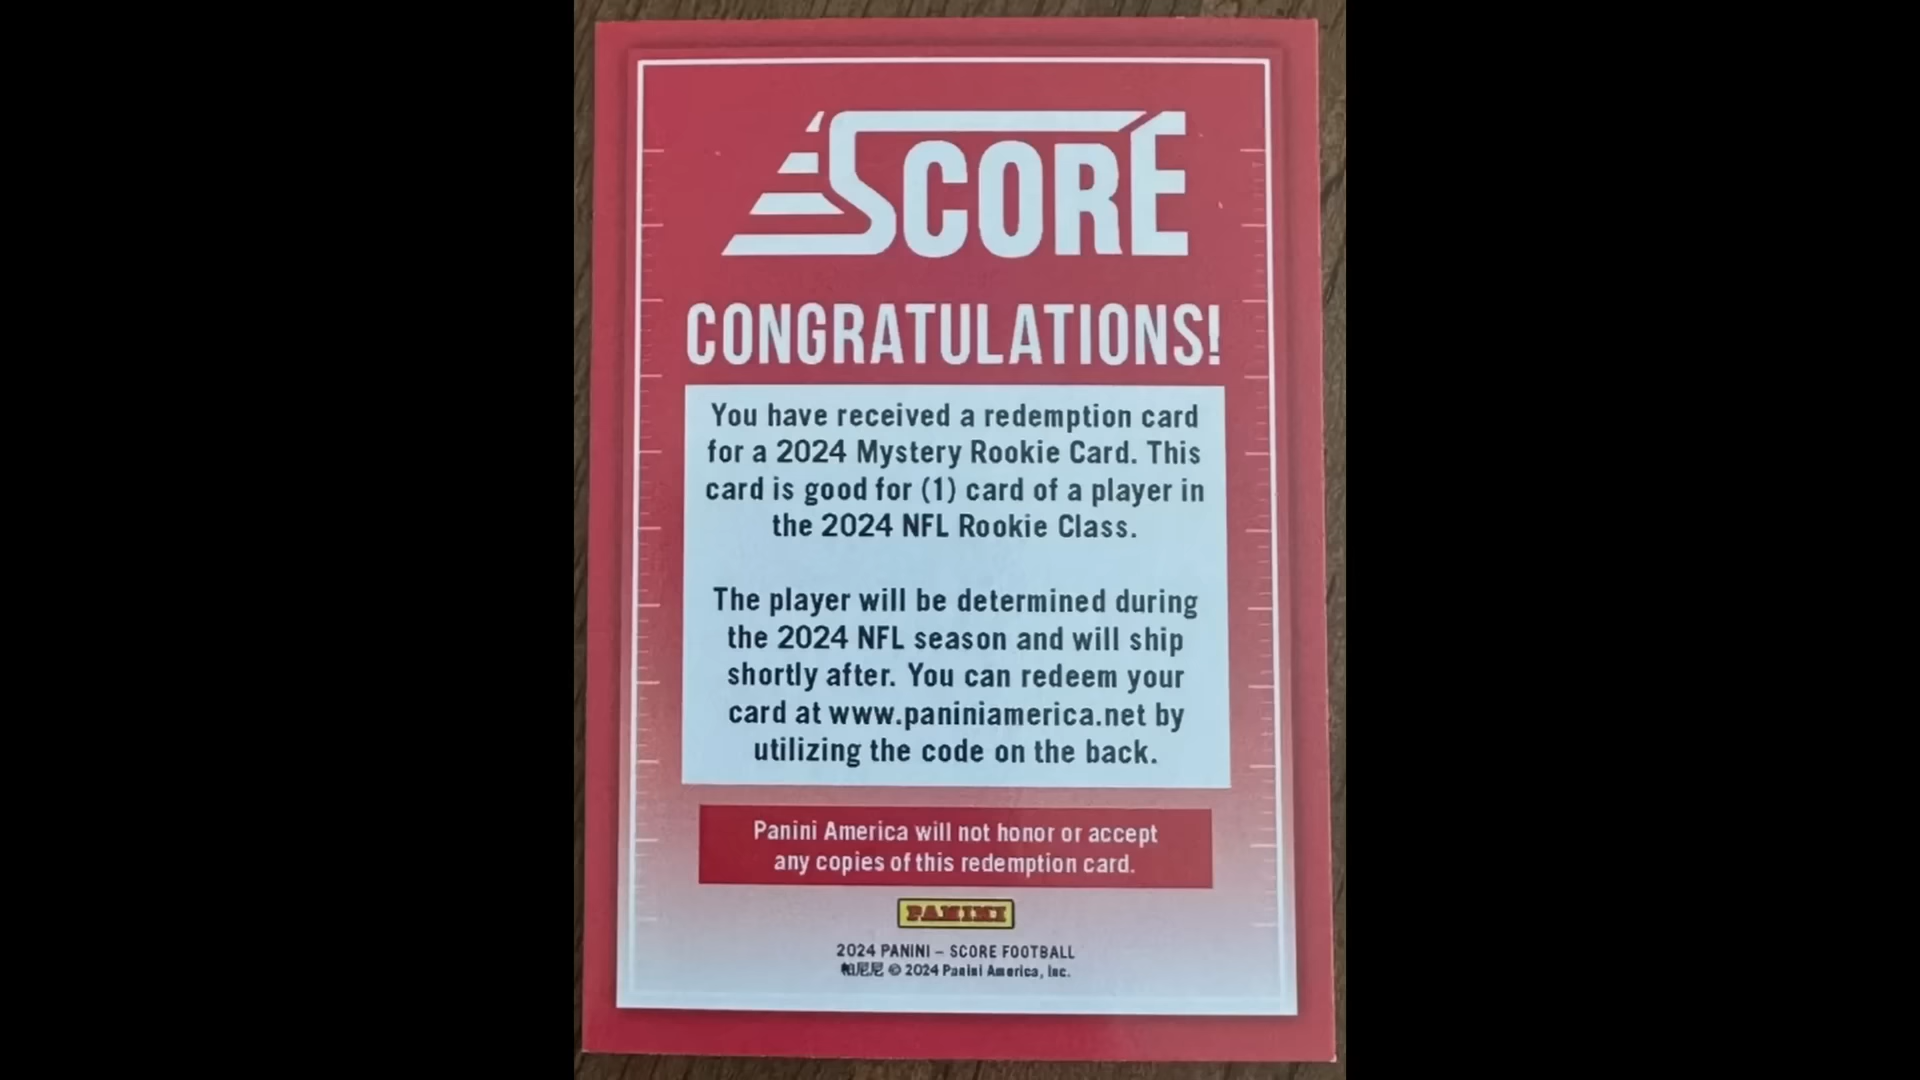 SCORE
CONGRATULATIONS!
You have received a redemption card
for a 2024 Mystery Rookie Card. This
card is good for (1) card of a player in
the 2024 NFL Rookie Class.
The player will be determined during
the 2024 NFL season and will ship
shortly after. You can redeem your
card at www.paniniamerica.net by
utilizing the code on the back.
Panini America will not honor or accept
any copies of this redemption card.
PANINI
2024 PANINI – SCORE FOOTBALL
帕尼尼 © 2024 Panini America, Inc.